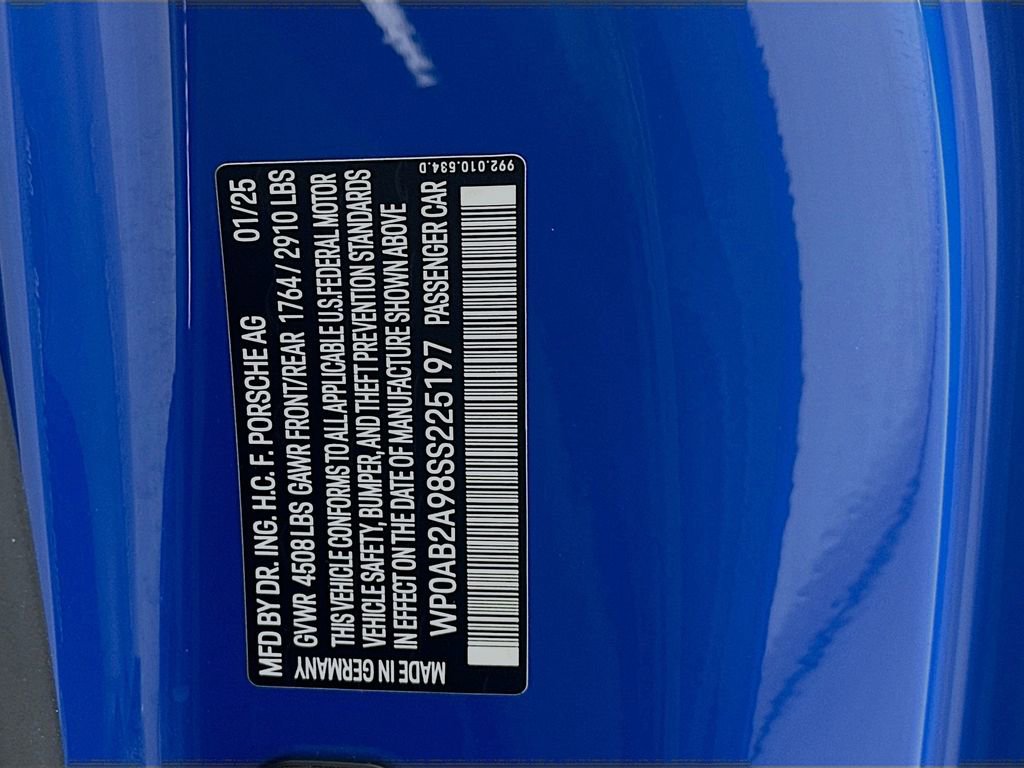 MFD BY DR. ING. H.C. F. PORSCHE AG 01/25
GVWR 4508 LBS GAWR FRONT/REAR 1764/2910 LBS
THIS VEHICLE CONFORMS TO ALL APPLICABLE U.S.FEDERAL MOTOR
VEHICLE SAFETY, BUMPER, AND THEFT PREVENTION STANDARDS
IN EFFECT ON THE DATE OF MANUFACTURE SHOWN ABOVE
WP0AB2A98SS225197 PASSENGER CAR
MADE IN GERMANY
992.010.534.D